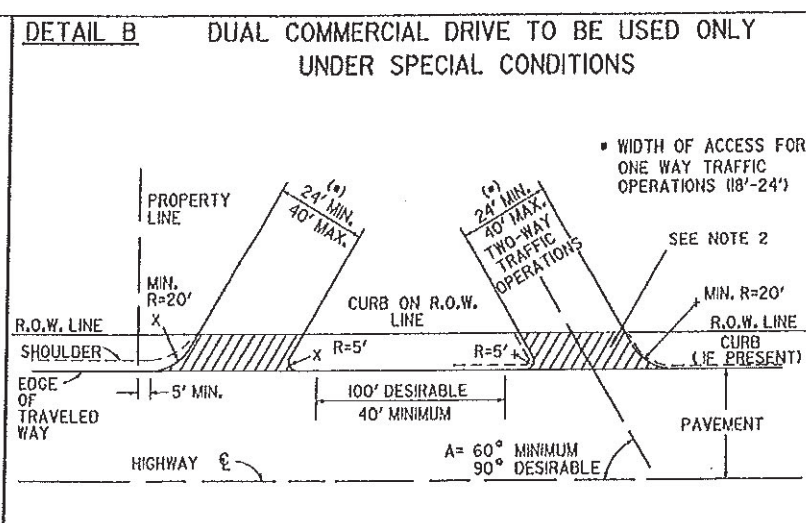 DETAIL B DUAL COMMERCIAL DRIVE TO BE USED ONLY
UNDER SPECIAL CONDITIONS
▪ WIDTH OF ACCESS FOR
ONE WAY TRAFFIC
OPERATIONS (18'-24')
PROPERTY
LINE
(▪)
24' MIN.
40' MAX.
(▪)
24' MIN.
40' MAX.
TWO-WAY
TRAFFIC
OPERATIONS
SEE NOTE 2
MIN.
R=20'
X
CURB ON R.O.W.
LINE
+ MIN. R=20'
R.O.W. LINE
R.O.W. LINE
SHOULDER
X R=5'
R=5' +
CURB
(IF PRESENT)
EDGE
OF
TRAVELED
WAY
5' MIN.
100' DESIRABLE
40' MINIMUM
PAVEMENT
HIGHWAY ℄
A= 60° MINIMUM
90° DESIRABLE